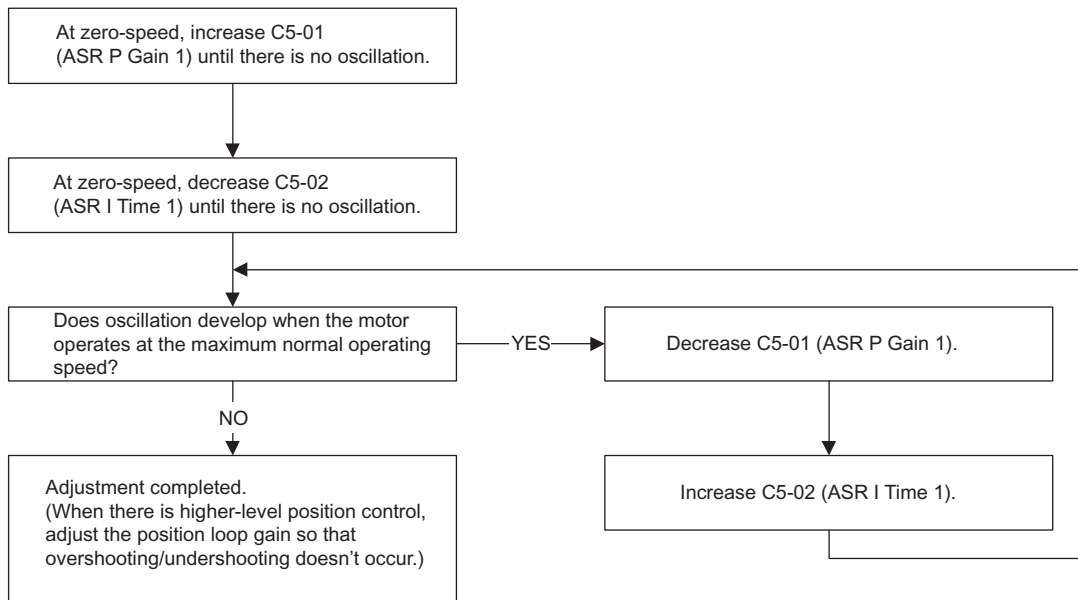 At zero-speed, increase C5-01
(ASR P Gain 1) until there is no oscillation.
At zero-speed, decrease C5-02
(ASR I Time 1) until there is no oscillation.
Does oscillation develop when the motor
operates at the maximum normal operating
speed?
YES
Decrease C5-01 (ASR P Gain 1).
NO
Adjustment completed.
(When there is higher-level position control,
adjust the position loop gain so that
overshooting/undershooting doesn't occur.)
Increase C5-02 (ASR I Time 1).